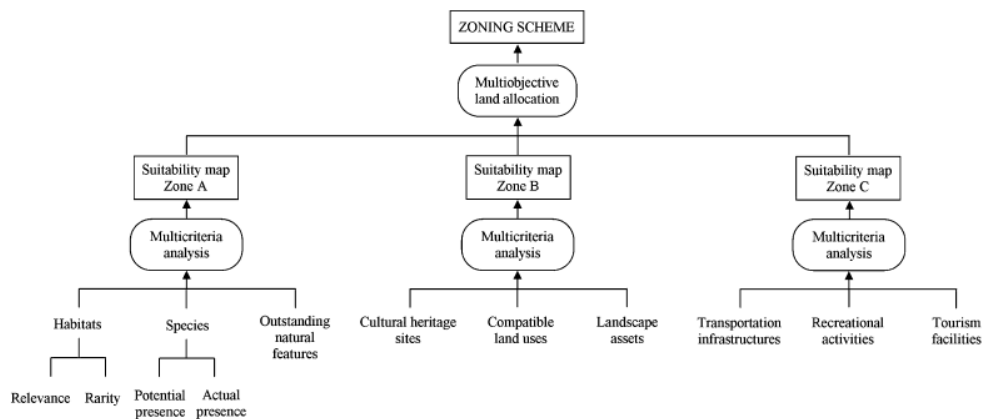 ZONING SCHEME
Multiobjective
land allocation
Suitability map
Zone A
Suitability map
Zone B
Suitability map
Zone C
Multicriteria
analysis
Multicriteria
analysis
Multicriteria
analysis
Habitats
Species
Outstanding
natural
features
Cultural heritage
sites
Compatible
land uses
Landscape
assets
Transportation
infrastructures
Recreational
activities
Tourism
facilities
Relevance
Rarity
Potential
presence
Actual
presence